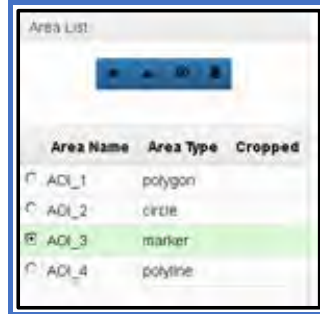 Area List
Area Name Area Type Cropped
AOI_1 polygon
AOI_2 circle
AOI_3 marker
AOI_4 polyline